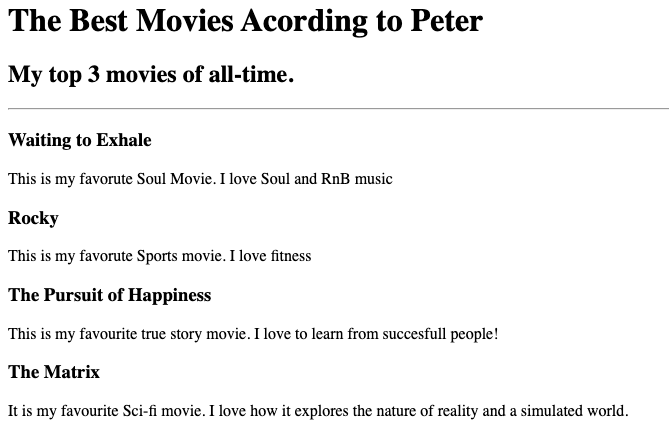 The Best Movies Acording to Peter
My top 3 movies of all-time.
Waiting to Exhale
This is my favorute Soul Movie. I love Soul and RnB music
Rocky
This is my favorute Sports movie. I love fitness
The Pursuit of Happiness
This is my favourite true story movie. I love to learn from succesfull people!
The Matrix
It is my favourite Sci-fi movie. I love how it explores the nature of reality and a simulated world.